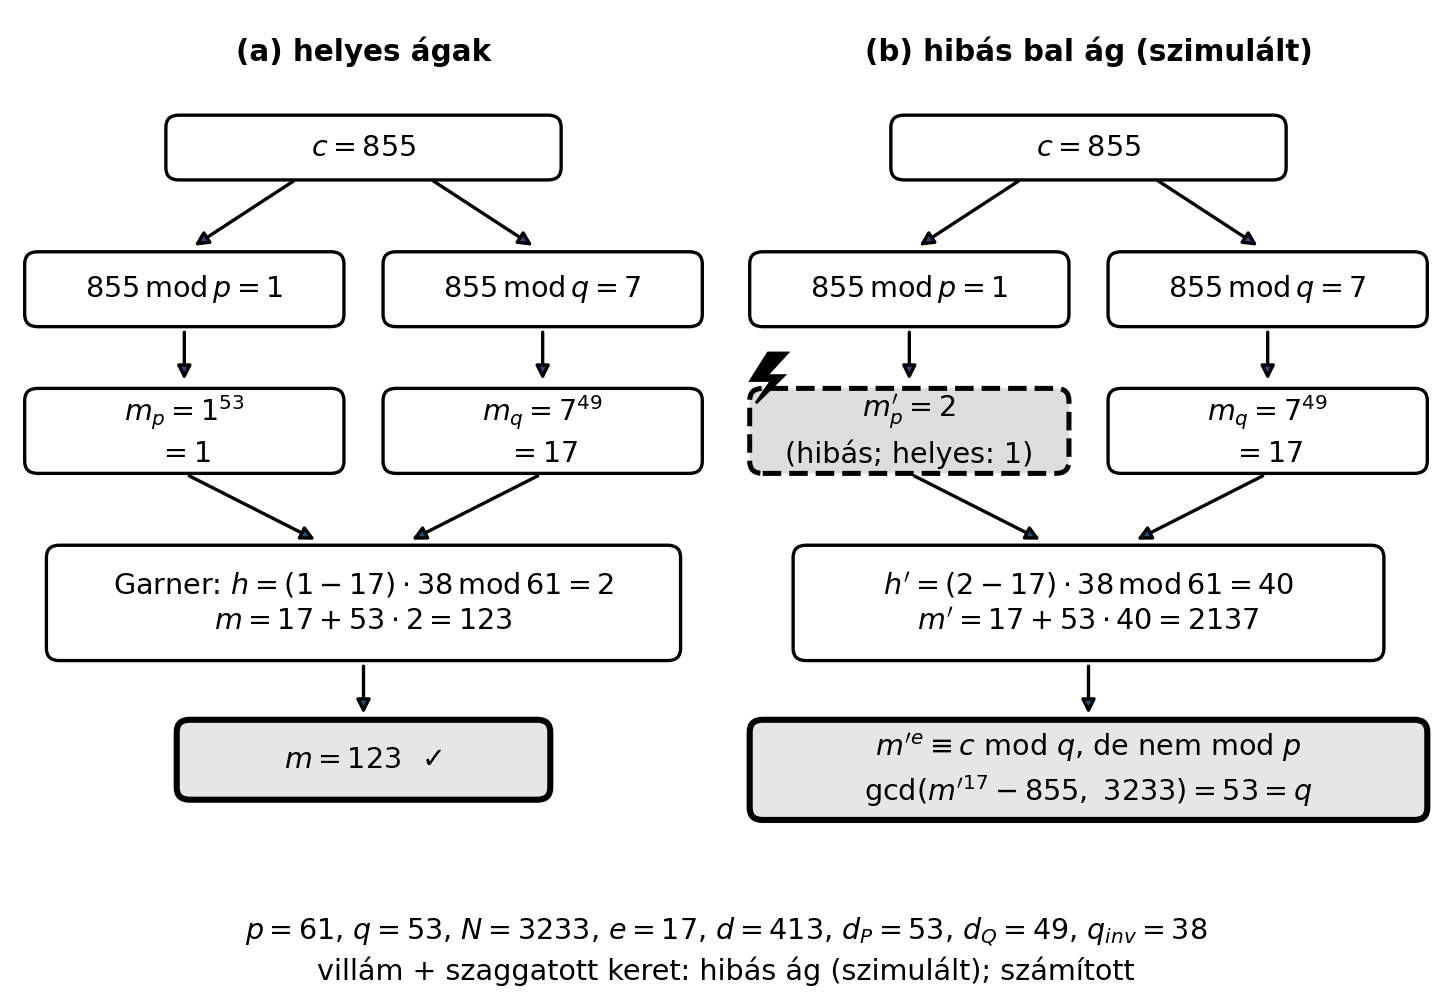 (a) helyes ágak
c = 855
855 mod p = 1
855 mod q = 7
m_p = 1^53
= 1
m_q = 7^49
= 17
Garner: h = (1 − 17) · 38 mod 61 = 2
m = 17 + 53 · 2 = 123
m = 123 ✓
(b) hibás bal ág (szimulált)
c = 855
855 mod p = 1
855 mod q = 7
m′_p = 2
(hibás; helyes: 1)
m_q = 7^49
= 17
h′ = (2 − 17) · 38 mod 61 = 40
m′ = 17 + 53 · 40 = 2137
m′^e ≡ c mod q, de nem mod p
gcd(m′^17 − 855, 3233) = 53 = q
p = 61, q = 53, N = 3233, e = 17, d = 413, d_P = 53, d_Q = 49, q_inv = 38
villám + szaggatott keret: hibás ág (szimulált); számított